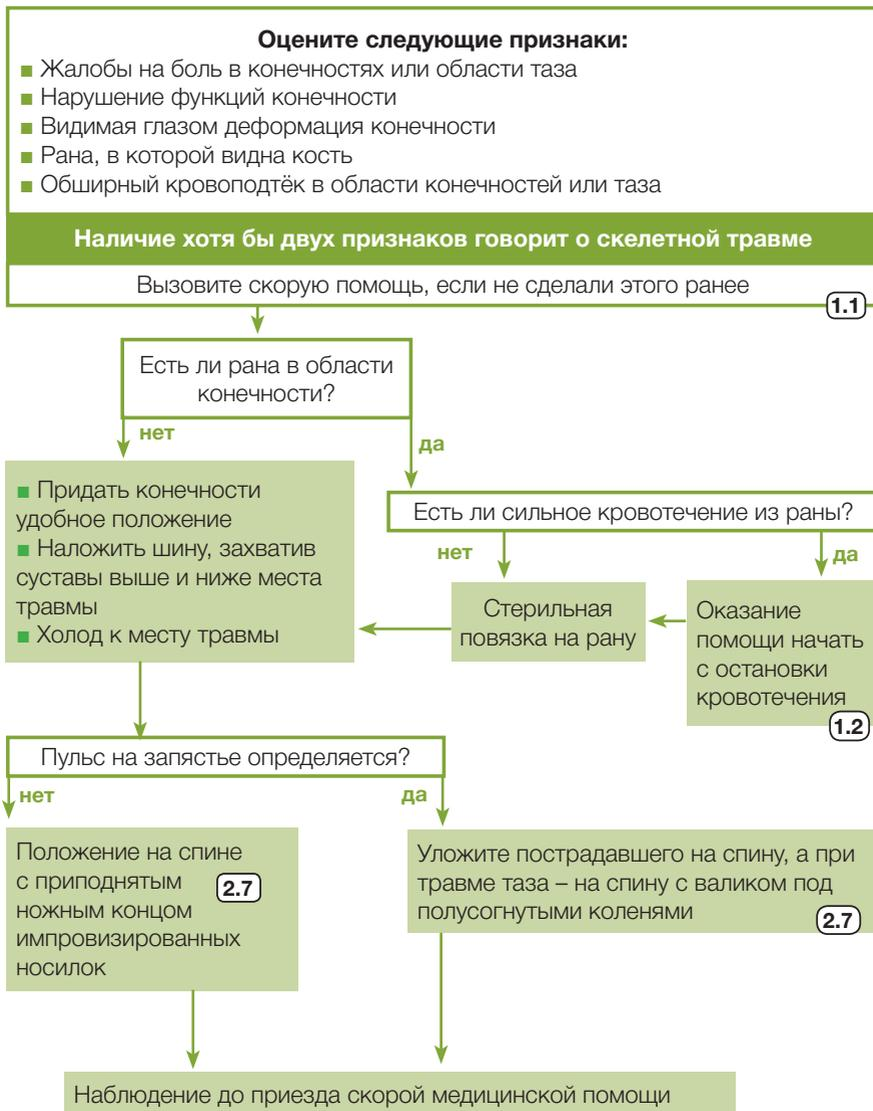 Оцените следующие признаки:
■ Жалобы на боль в конечностях или области таза
■ Нарушение функций конечности
■ Видимая глазом деформация конечности
■ Рана, в которой видна кость
■ Обширный кровоподтёк в области конечностей или таза
Наличие хотя бы двух признаков говорит о скелетной травме
Вызовите скорую помощь, если не сделали этого ранее
1.1
Есть ли рана в области
конечности?
нет
да
■ Придать конечности
удобное положение
■ Наложить шину, захватив
суставы выше и ниже места
травмы
■ Холод к месту травмы
Есть ли сильное кровотечение из раны?
нет
да
Стерильная
повязка на рану
Оказание
помощи начать
с остановки
кровотечения
1.2
Пульс на запястье определяется?
нет
да
Положение на спине
с приподнятым
ножным концом
импровизированных
носилок
2.7
Уложите пострадавшего на спину, а при
травме таза – на спину с валиком под
полусогнутыми коленями
2.7
Наблюдение до приезда скорой медицинской помощи